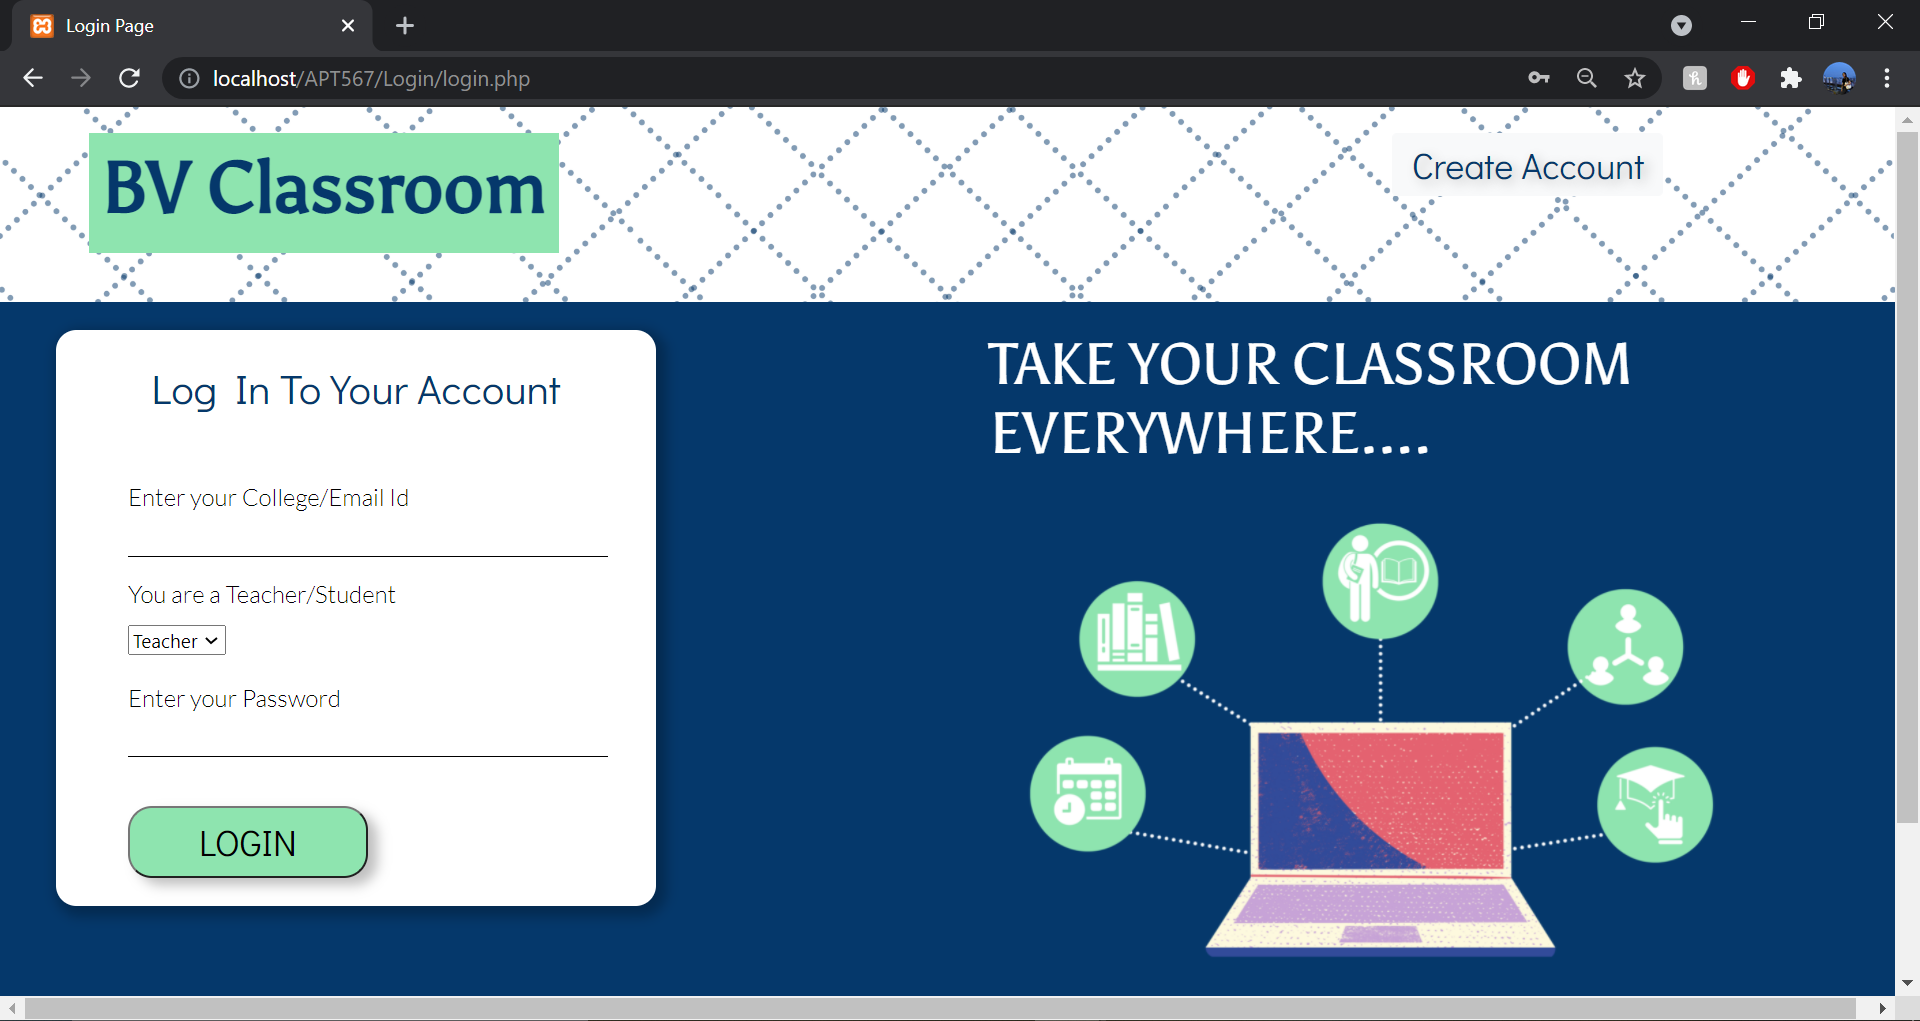 Login Page
localhost/APT567/Login/login.php
BV Classroom
Create Account
Log In To Your Account
Enter your College/Email Id
You are a Teacher/Student
Teacher
Enter your Password
LOGIN
TAKE YOUR CLASSROOM
EVERYWHERE....